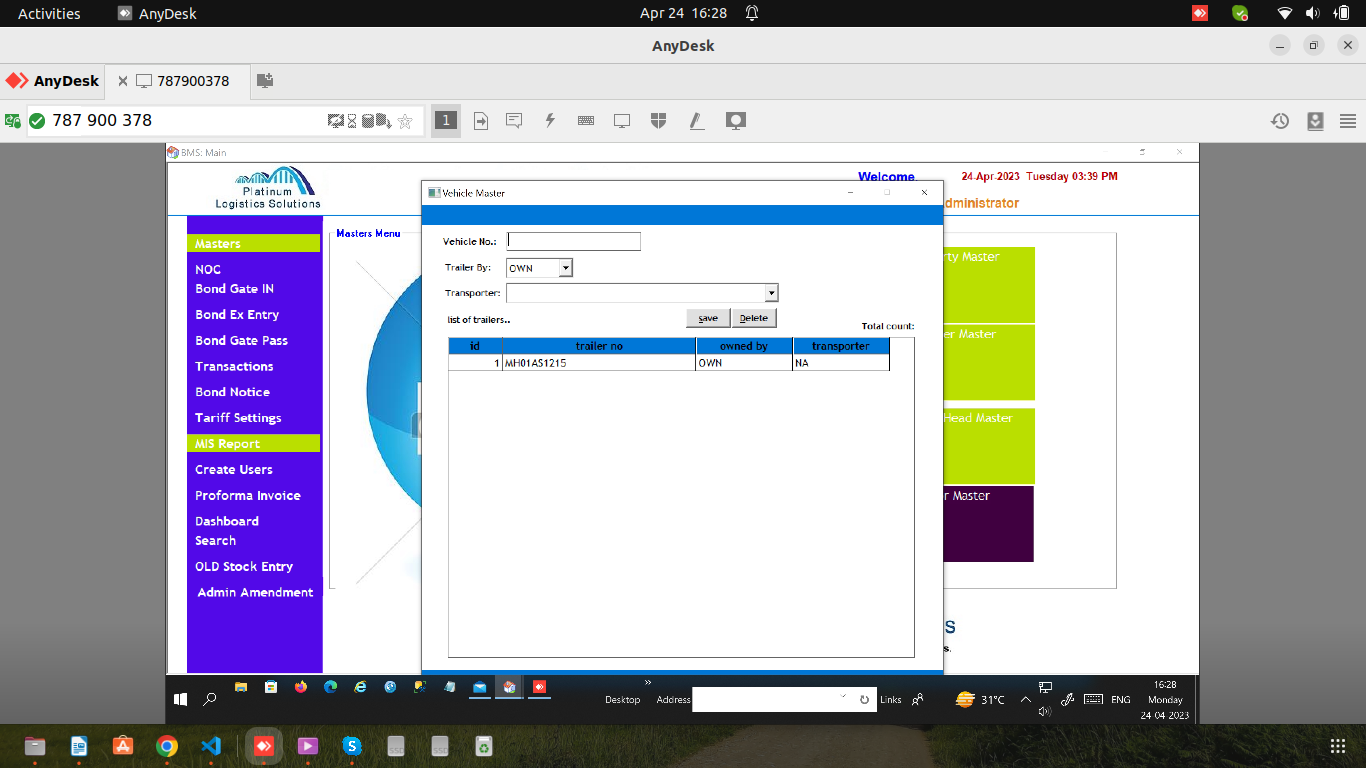 Activities AnyDesk Apr 24 16:28
AnyDesk
AnyDesk 787900378
787 900 378 1
BMS: Main
Platinum
Logistics Solutions
Welcome,
24-Apr-2023 Tuesday 03:39 PM
dministrator
Masters
NOC
Bond Gate IN
Bond Ex Entry
Bond Gate Pass
Transactions
Bond Notice
Tariff Settings
MIS Report
Create Users
Proforma Invoice
Dashboard
Search
OLD Stock Entry
Admin Amendment
Masters Menu
Vehicle Master
Vehicle No.:
Trailer By: OWN
Transporter:
list of trailers.. save Delete
Total count:
id trailer no owned by transporter
1 MH01AS1215 OWN NA
rty Master
er Master
Head Master
r Master
S
s.
Desktop » Address Links 31°C ENG
16:28
Monday
24-04-2023
SSD SSD